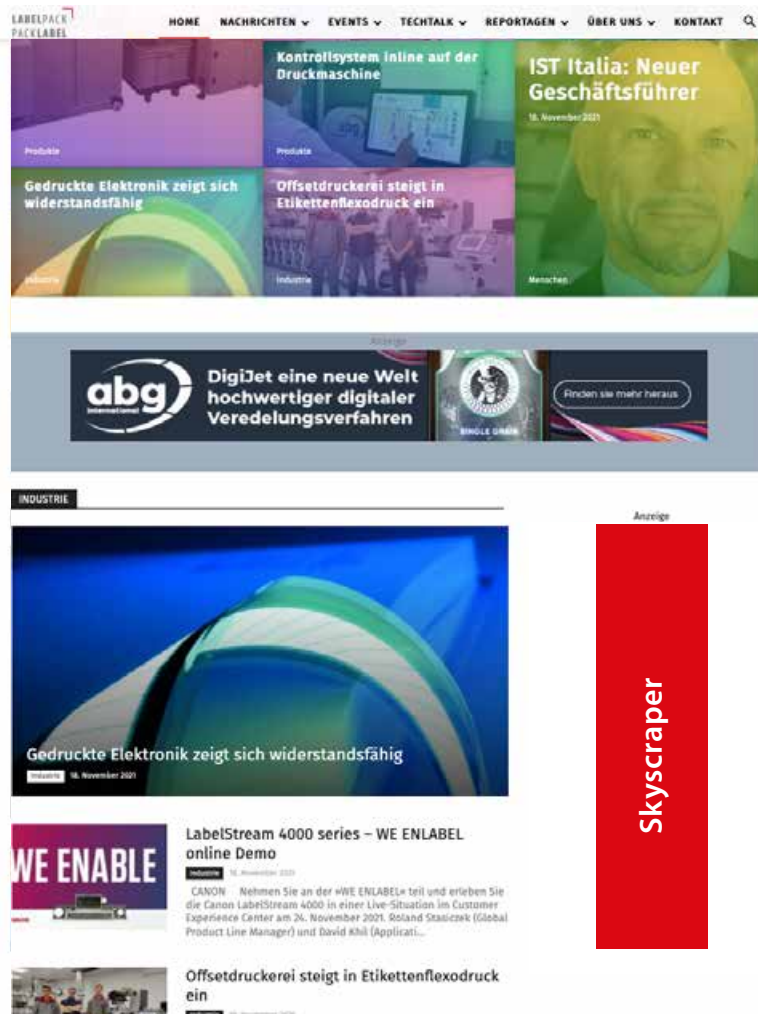 LABELPACK
PACKLABEL
HOME NACHRICHTEN EVENTS TECHTALK REPORTAGEN ÜBER UNS KONTAKT
Produkte
Kontrollsystem inline auf der
Druckmaschine
abg
Produkte
IST Italia: Neuer
Geschäftsführer
18. November 2021
Menschen
Gedruckte Elektronik zeigt sich
widerstandsfähig
Industrie
Offsetdruckerei steigt in
Etikettenflexodruck ein
Industrie
Anzeige
abg
international
DigiJet eine neue Welt
hochwertiger digitaler
Veredelungsverfahren
SINGLE GRAIN
Finden sie mehr heraus
INDUSTRIE
Anzeige
Skyscraper
Gedruckte Elektronik zeigt sich widerstandsfähig
Industrie 18. November 2021
WE ENABLE
LabelStream 4000 series – WE ENLABEL
online Demo
Industrie 18. November 2021
CANON Nehmen Sie an der »WE ENLABEL« teil und erleben Sie
die Canon LabelStream 4000 in einer Live-Situation im Customer
Experience Center am 24. November 2021. Roland Stasiczek (Global
Product Line Manager) und David Khil (Applicati...
Offsetdruckerei steigt in Etikettenflexodruck
ein